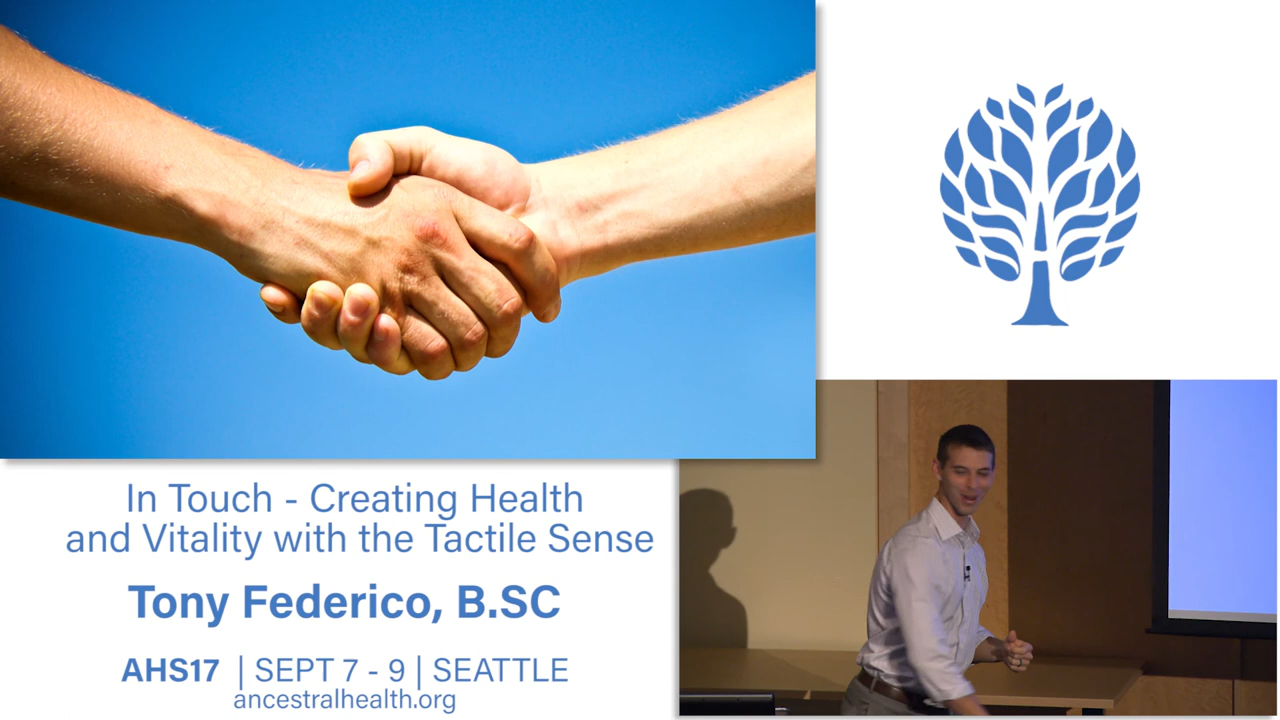 In Touch - Creating Health
and Vitality with the Tactile Sense
Tony Federico, B.SC
AHS17 | SEPT 7 - 9 | SEATTLE
ancestralhealth.org